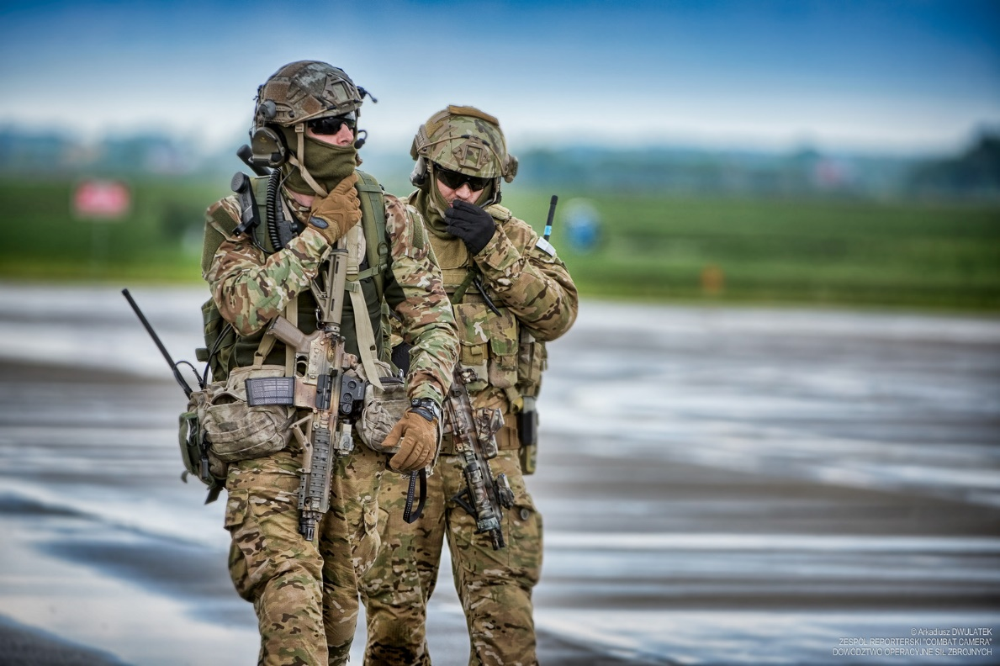 © Arkadiusz DWULATEK
ZESPÓŁ REPORTERSKI "COMBAT CAMERA"
DOWÓDZTWO OPERACYJNE SIŁ ZBROJNYCH